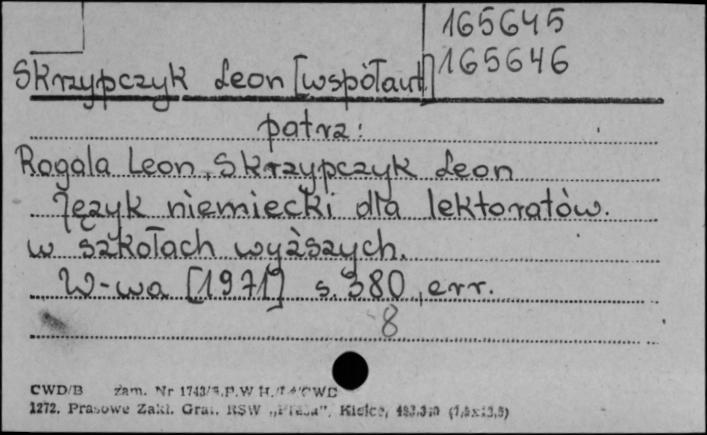 165645
165646
Skrzypczyk Leon [współaut.]
patrz:
Rogala Leon, Skrzypczyk Leon
Język niemiecki dla lektoratów
w szkołach wyższych.
W-wa [1971] s. 380, err.
8
CWD/B zam. Nr
1272. Prasowe Zakł. Graf. RSW „Prasa", Kielce,